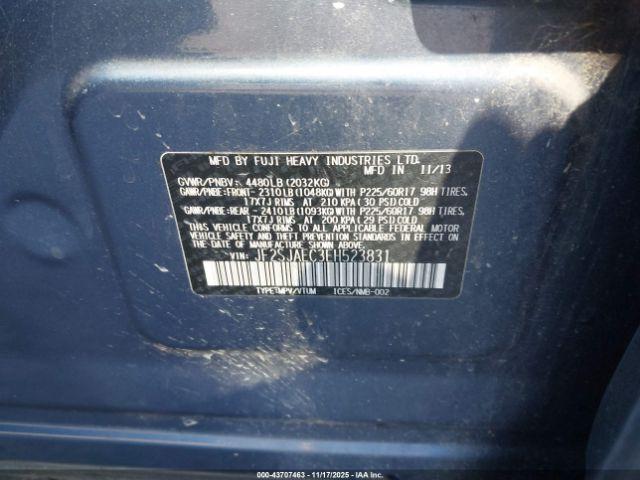 MFD BY FUJI HEAVY INDUSTRIES LTD.
MFD IN 11/13
GVWR/PNBV: 4480LB (2032KG)
GAWR/PNBE: FRONT- 2310LB (1048KG) WITH P225/60R17 98H TIRES,
17X7J RIMS AT 210 KPA (30 PSI) COLD
GAWR/PNBE: REAR - 2410LB (1093KG) WITH P225/60R17 98H TIRES,
17X7J RIMS AT 200 KPA (29 PSI) COLD
THIS VEHICLE CONFORMS TO ALL APPLICABLE FEDERAL MOTOR
VEHICLE SAFETY AND THEFT PREVENTION STANDARDS IN EFFECT
ON THE DATE OF MANUFACTURE SHOWN ABOVE.
VIN: JF2SJAEC3EH523831
TYPE:MPV/VTUM ICES/NMB-002
00-43707463 - 11/17/2025 - Copyright IAA, LLC